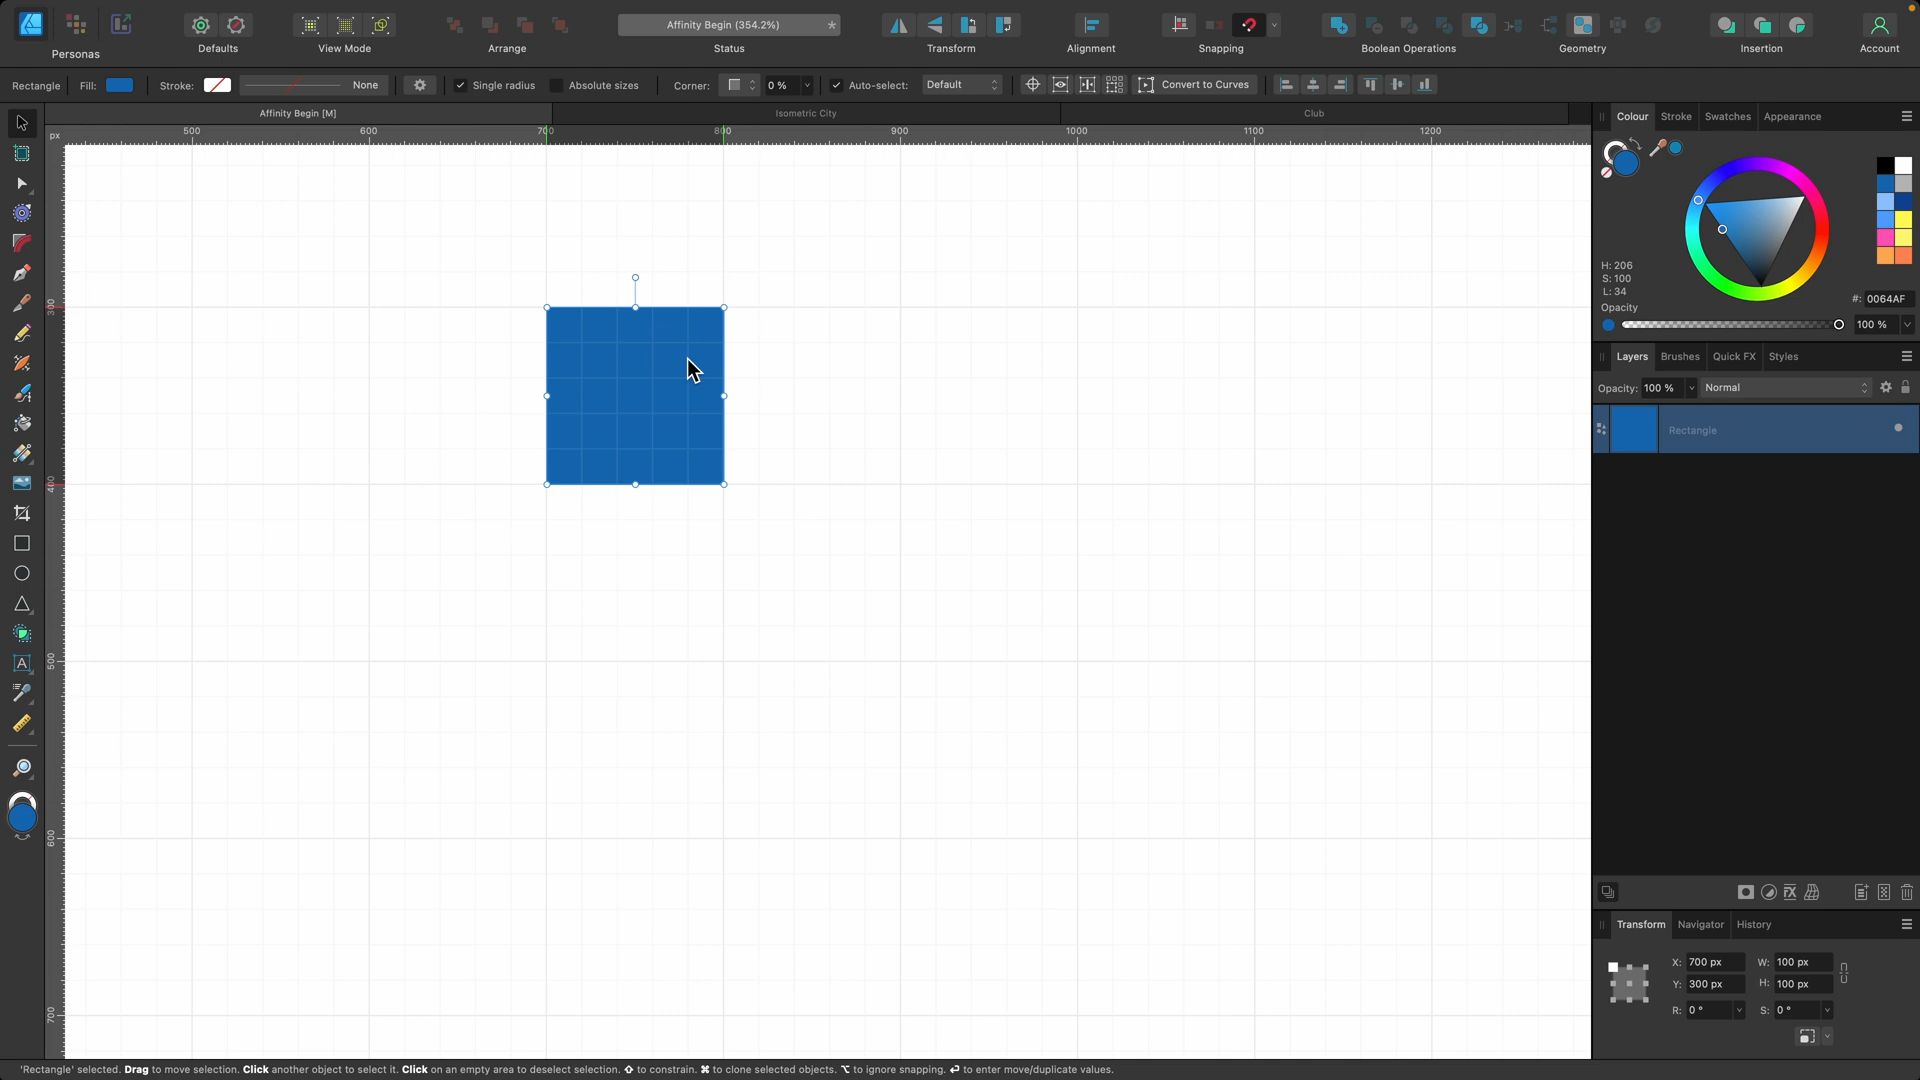 Affinity Begin (354.2%) *
Personas Defaults View Mode Arrange Status Transform Alignment Snapping Boolean Operations Geometry Insertion Account
Rectangle Fill: Stroke: None Single radius Absolute sizes Corner: 0 % Auto-select: Default Convert to Curves
Affinity Begin [M] Isometric City Club
px 500 600 700 800 900 1000 1100 1200
300
400
500
600
700
Colour Stroke Swatches Appearance
H: 206
S: 100
L: 34
#: 0064AF
Opacity
100 %
Layers Brushes Quick FX Styles
Opacity: 100 % Normal
Rectangle
Transform Navigator History
X: 700 px W: 100 px
Y: 300 px H: 100 px
R: 0 ° S: 0 °
A
'Rectangle' selected. Drag to move selection. Click another object to select it. Click on an empty area to deselect selection. ⇧ to constrain. ⌘ to clone selected objects. ⌥ to ignore snapping. ⏎ to enter move/duplicate values.